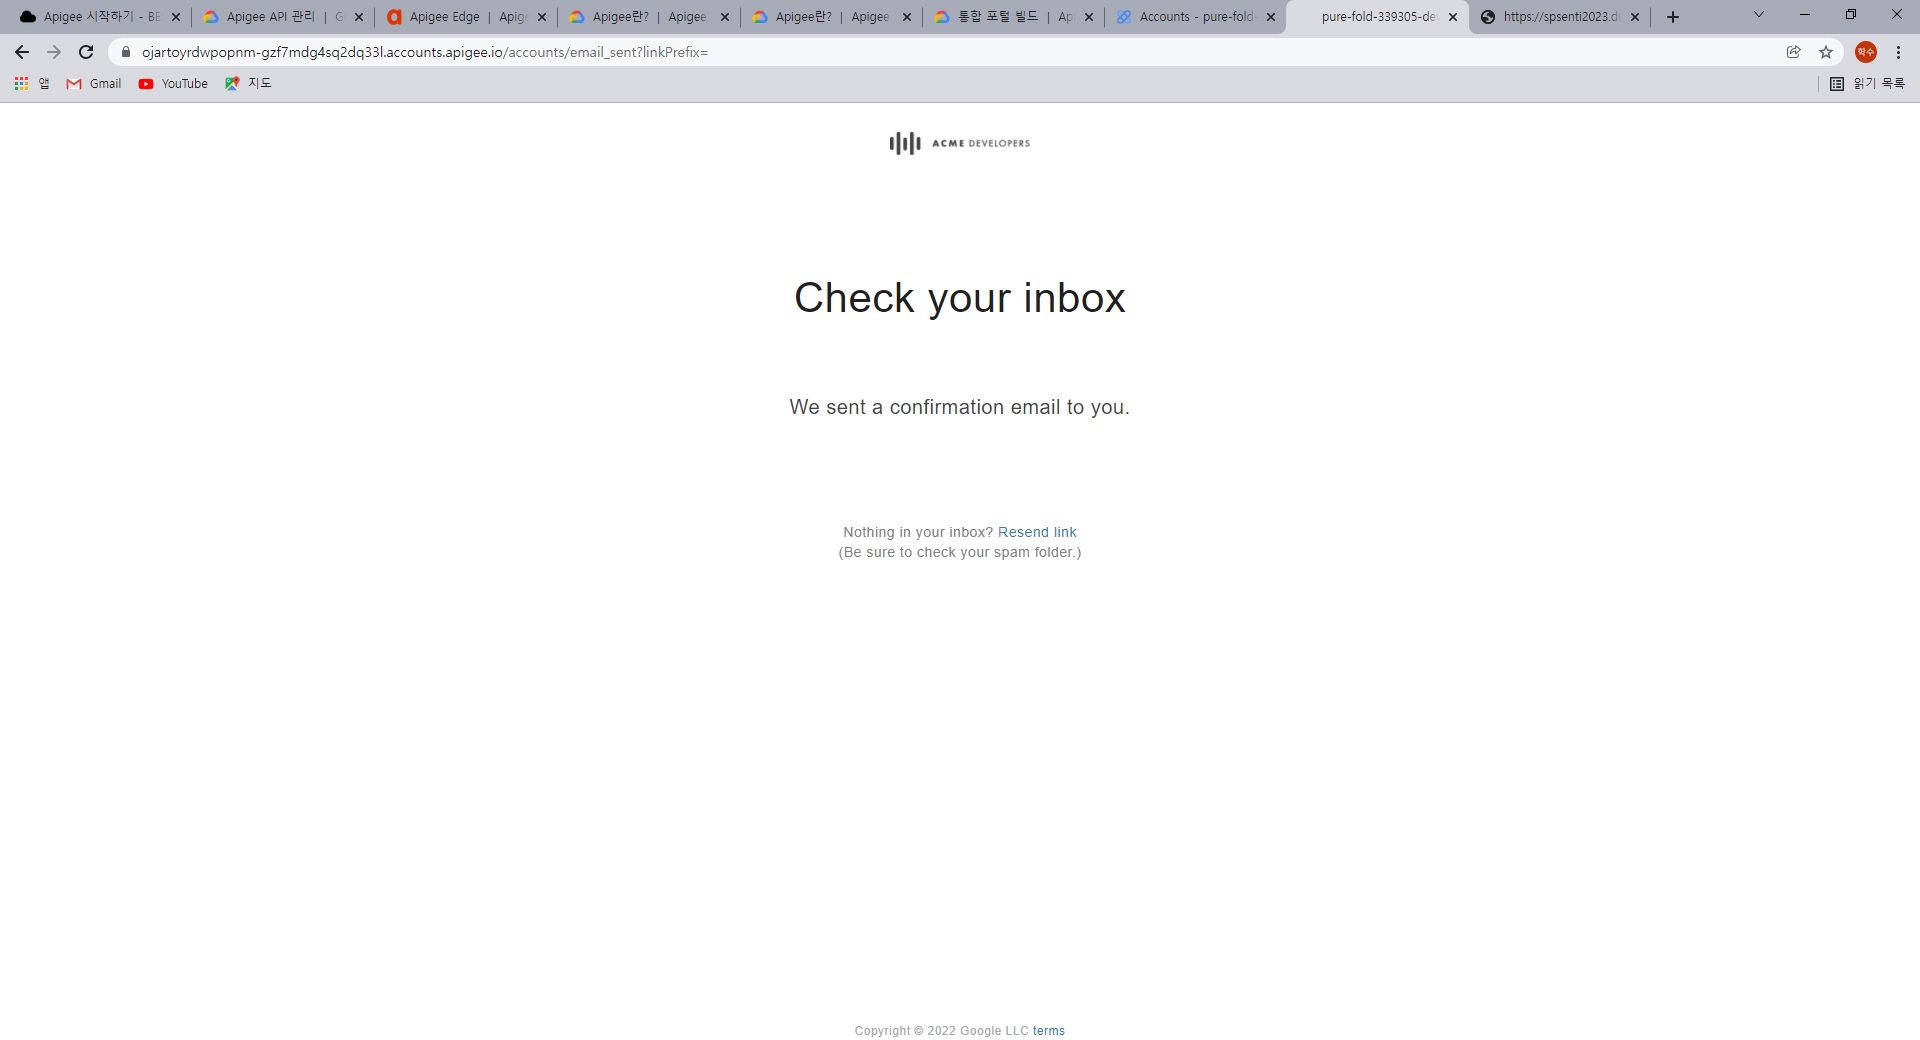 Apigee 시작하기 - BE
Apigee API 관리 | G
Apigee Edge | Apig
Apigee란? | Apigee
Apigee란? | Apigee
통합 포털 빌드 | Ap
Accounts - pure-fold-
pure-fold-339305-dev
https://spsenti2023.d
ojartoyrdwpopnm-gzf7mdg4sq2dq33l.accounts.apigee.io/accounts/email_sent?linkPrefix=
학수
앱 Gmail YouTube 지도 읽기 목록
ACME DEVELOPERS
Check your inbox
We sent a confirmation email to you.
Nothing in your inbox? Resend link
(Be sure to check your spam folder.)
Copyright © 2022 Google LLC terms